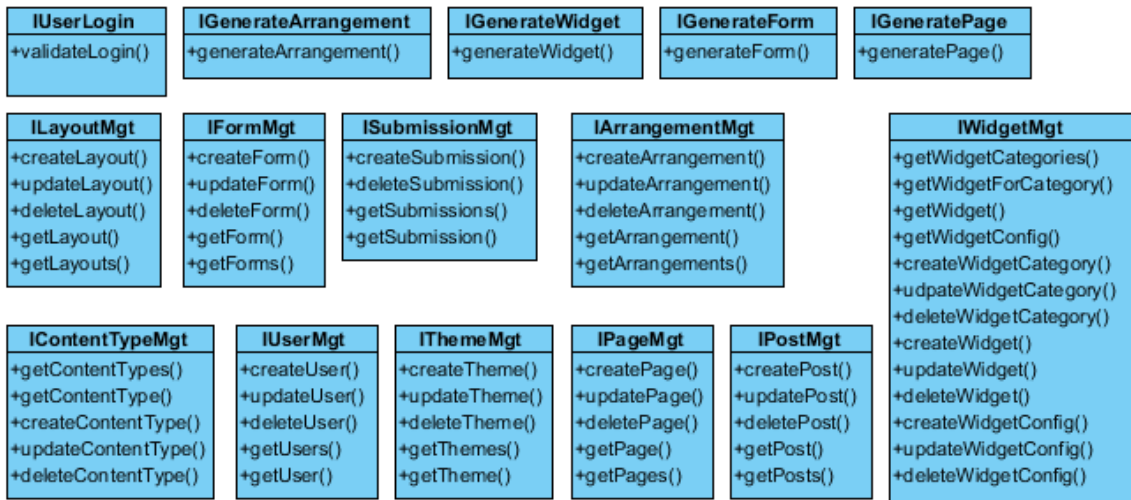 IUserLogin
+validateLogin()
IGenerateArrangement
+generateArrangement()
IGenerateWidget
+generateWidget()
IGenerateForm
+generateForm()
IGeneratePage
+generatePage()
ILayoutMgt
+createLayout()
+updateLayout()
+deleteLayout()
+getLayout()
+getLayouts()
IFormMgt
+createForm()
+updateForm()
+deleteForm()
+getForm()
+getForms()
ISubmissionMgt
+createSubmission()
+deleteSubmission()
+getSubmissions()
+getSubmission()
IArrangementMgt
+createArrangement()
+updateArrangement()
+deleteArrangement()
+getArrangement()
+getArrangements()
IWidgetMgt
+getWidgetCategories()
+getWidgetForCategory()
+getWidget()
+getWidgetConfig()
+createWidgetCategory()
+udpateWidgetCategory()
+deleteWidgetCategory()
+createWidget()
+updateWidget()
+deleteWidget()
+createWidgetConfig()
+updateWidgetConfig()
+deleteWidgetConfig()
IContentTypeMgt
+getContentTypes()
+getContentType()
+createContentType()
+updateContentType()
+deleteContentType()
IUserMgt
+createUser()
+updateUser()
+deleteUser()
+getUsers()
+getUser()
IThemeMgt
+createTheme()
+updateTheme()
+deleteTheme()
+getThemes()
+getTheme()
IPageMgt
+createPage()
+updatePage()
+deletePage()
+getPage()
+getPages()
IPostMgt
+createPost()
+updatePost()
+deletePost()
+getPost()
+getPosts()